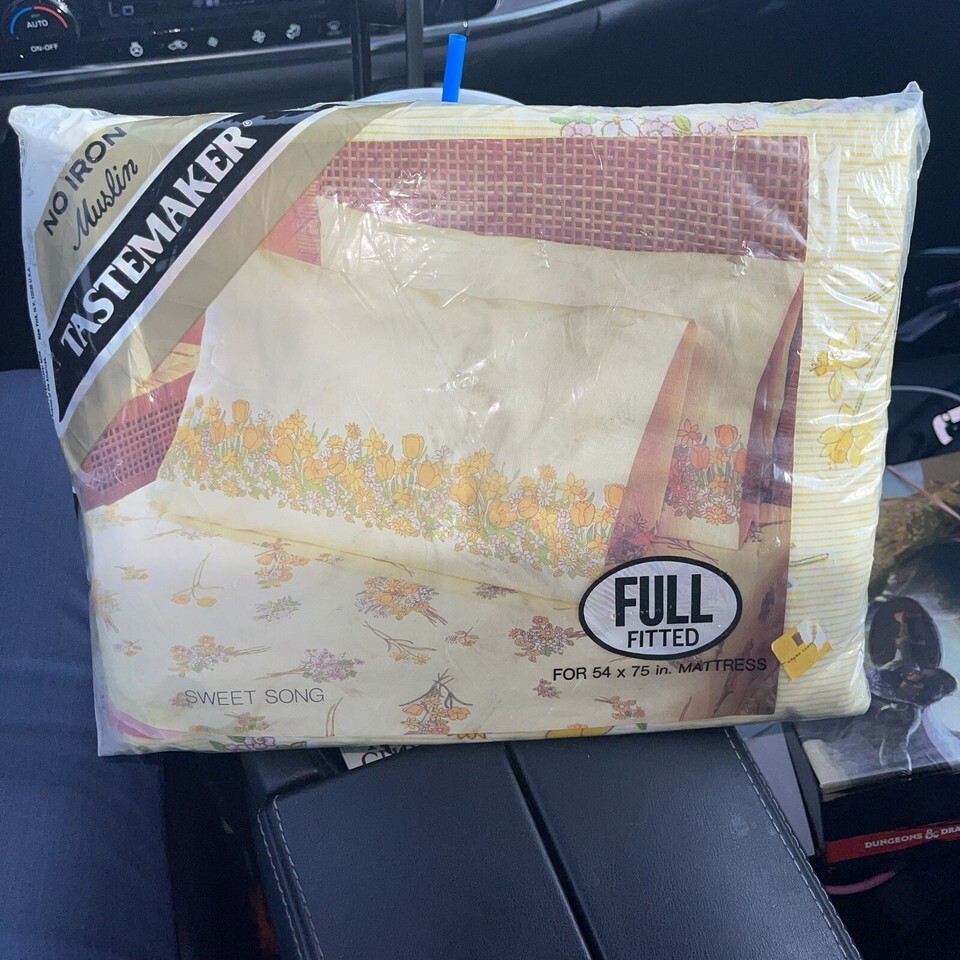 AUTO
ON-OFF
NO IRON
Muslin
TASTEMAKER®
FULL
FITTED
FOR 54 x 75 in. MATTRESS
SWEET SONG
DUNGEONS & DRA